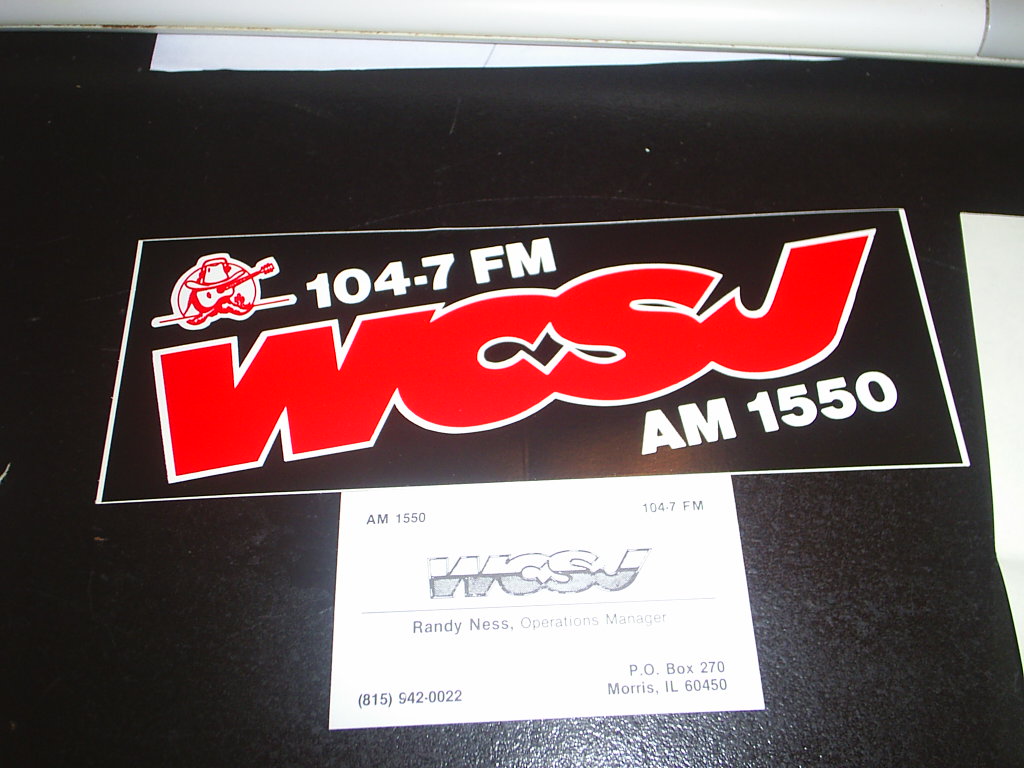 104-7 FM
WCSJ
AM 1550
AM 1550
104-7 FM
WCSJ
Randy Ness, Operations Manager
(815) 942-0022
P.O. Box 270
Morris, IL 60450